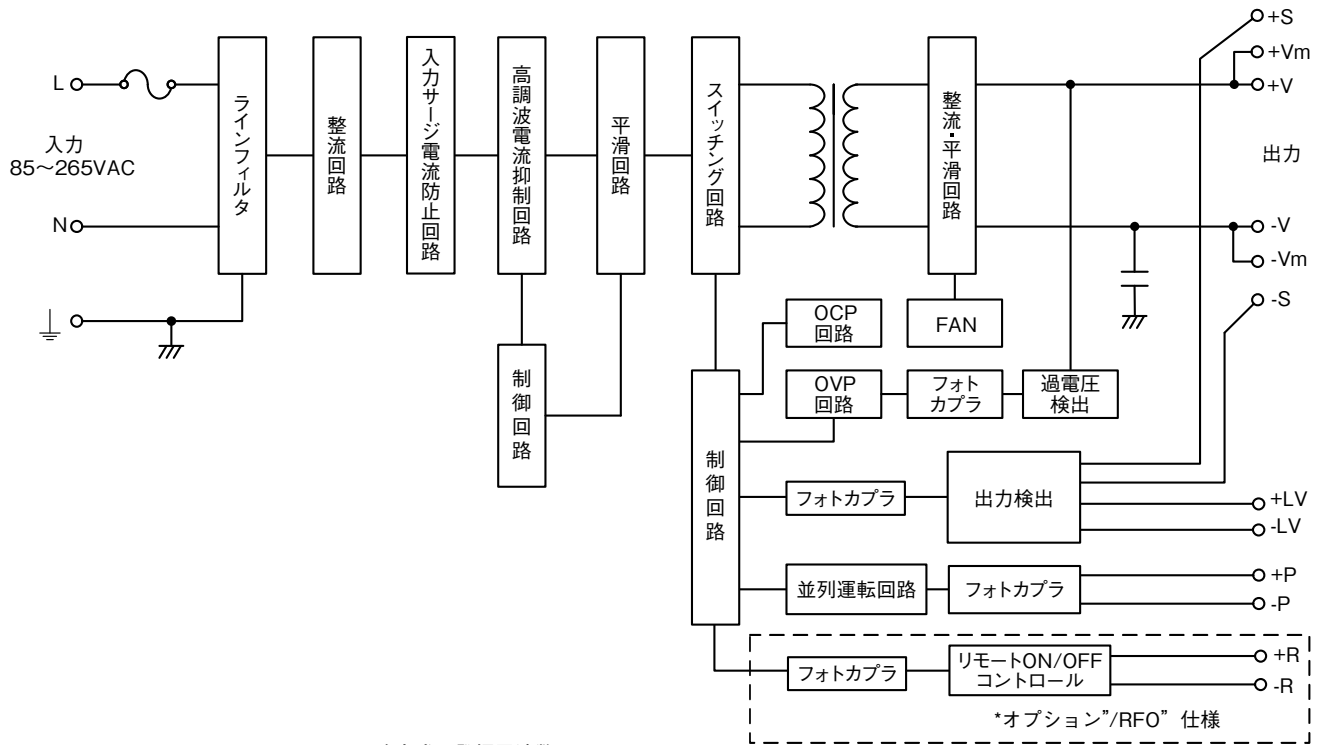 +S
+Vm
+V
L
入力
85～265VAC
N
ラインフィルタ
整流回路
入力サージ電流防止回路
高調波電流抑制回路
平滑回路
スイッチング回路
整流・平滑回路
出力
-V
-Vm
-S
制御回路
制御回路
OCP
回路
FAN
OVP
回路
フォト
カプラ
過電圧
検出
フォトカプラ
出力検出
+LV
-LV
並列運転回路
フォトカプラ
+P
-P
フォトカプラ
リモートON/OFF
コントロール
+R
-R
*オプション”/RFO” 仕様